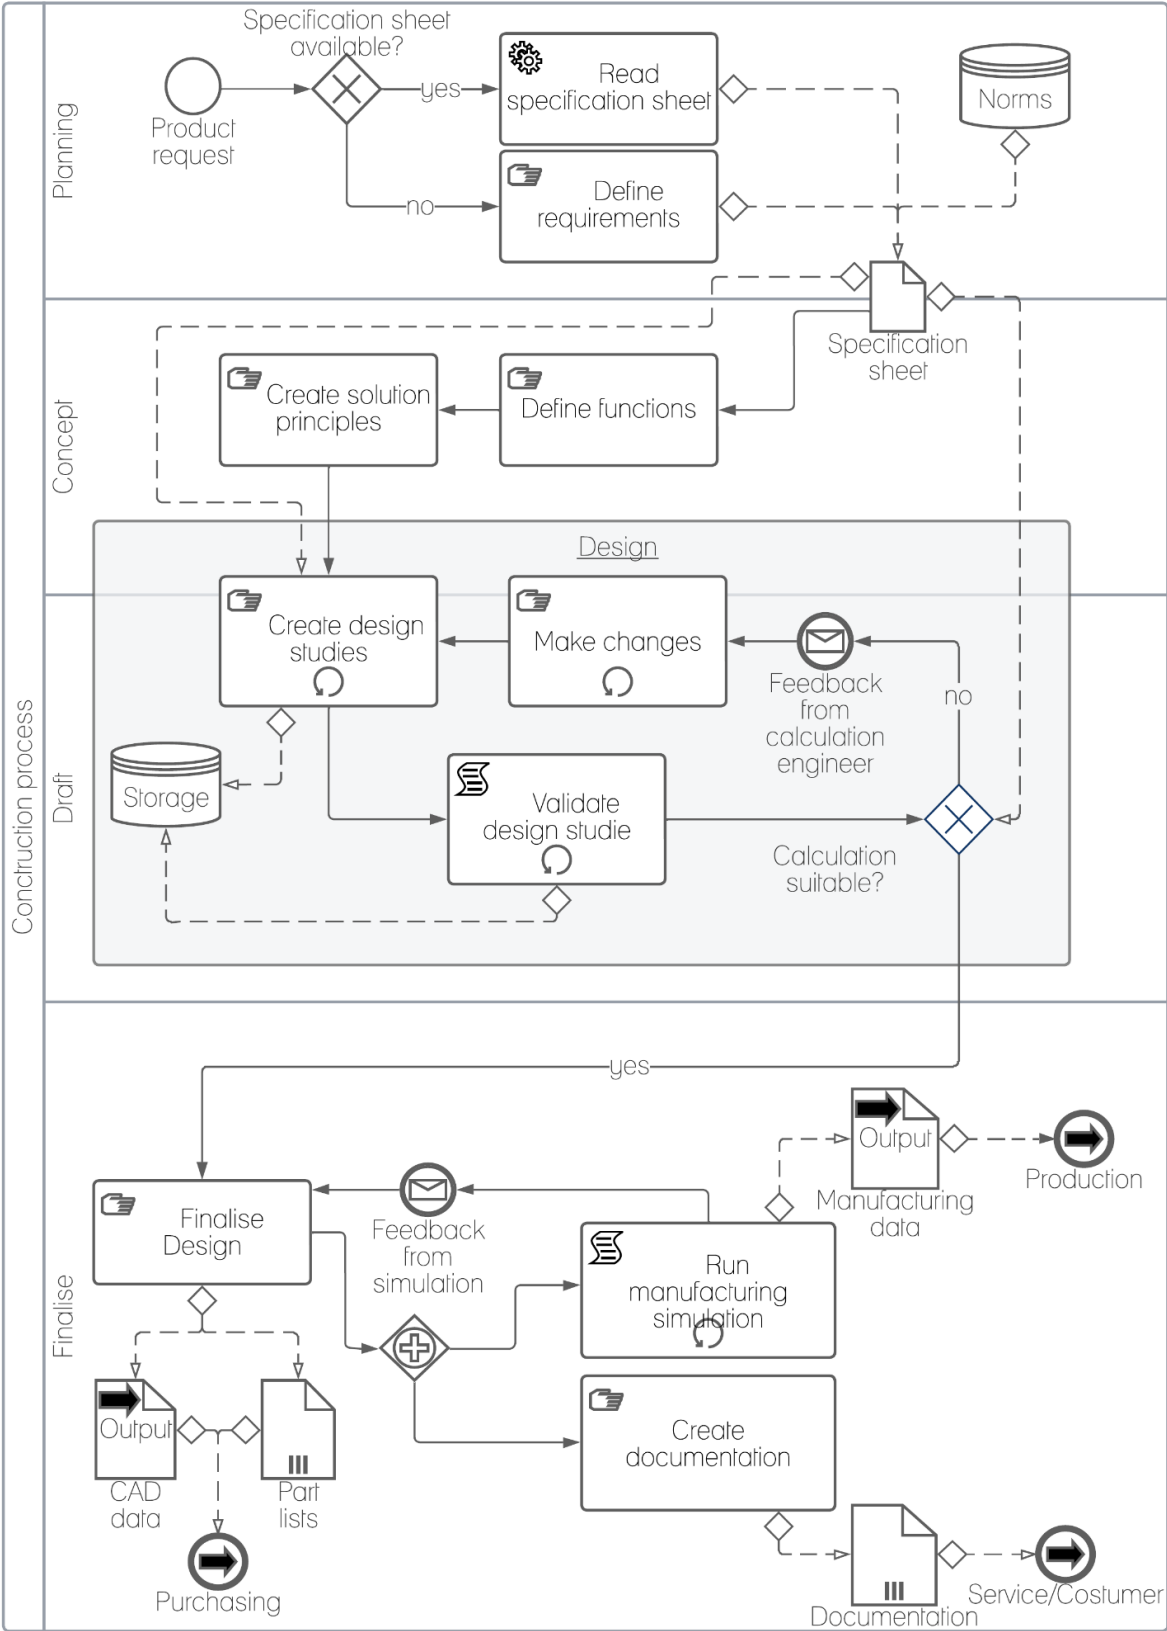 Conctruction process
Planning
Specification sheet
available?
Product
request
yes
no
Read
specification sheet
Define
requirements
Norms
Specification
sheet
Concept
Create solution
principles
Define functions
Design
Draft
Create design
studies
Make changes
Feedback
from
calculation
engineer
no
Storage
Validate
design studie
Calculation
suitable?
yes
Finalise
Finalise
Design
Feedback
from
simulation
Run
manufacturing
simulation
Output
Manufacturing
data
Production
Create
documentation
Output
CAD
data
Part
lists
Purchasing
Documentation
Service/Costumer